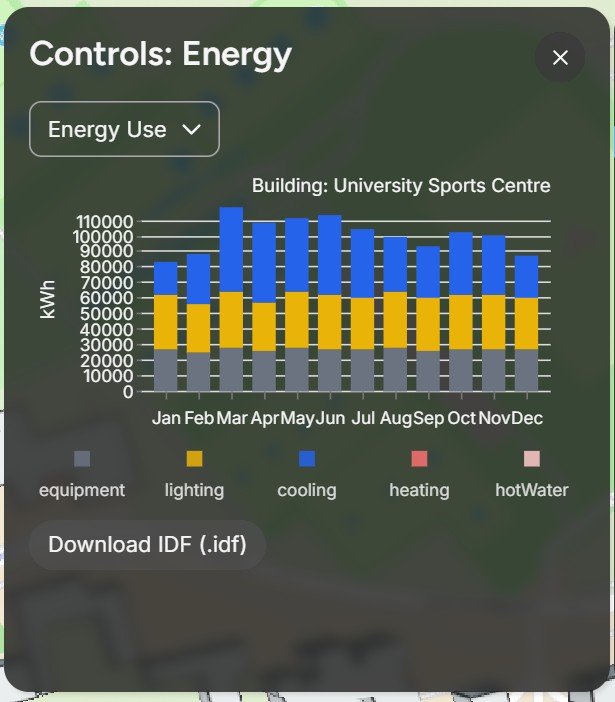 Controls: Energy
Energy Use
Building: University Sports Centre
110000
100000
90000
80000
70000
60000
50000
40000
30000
20000
10000
0
kWh
Jan Feb Mar Apr May Jun Jul Aug Sep Oct Nov Dec
equipment lighting cooling heating hotWater
Download IDF (.idf)